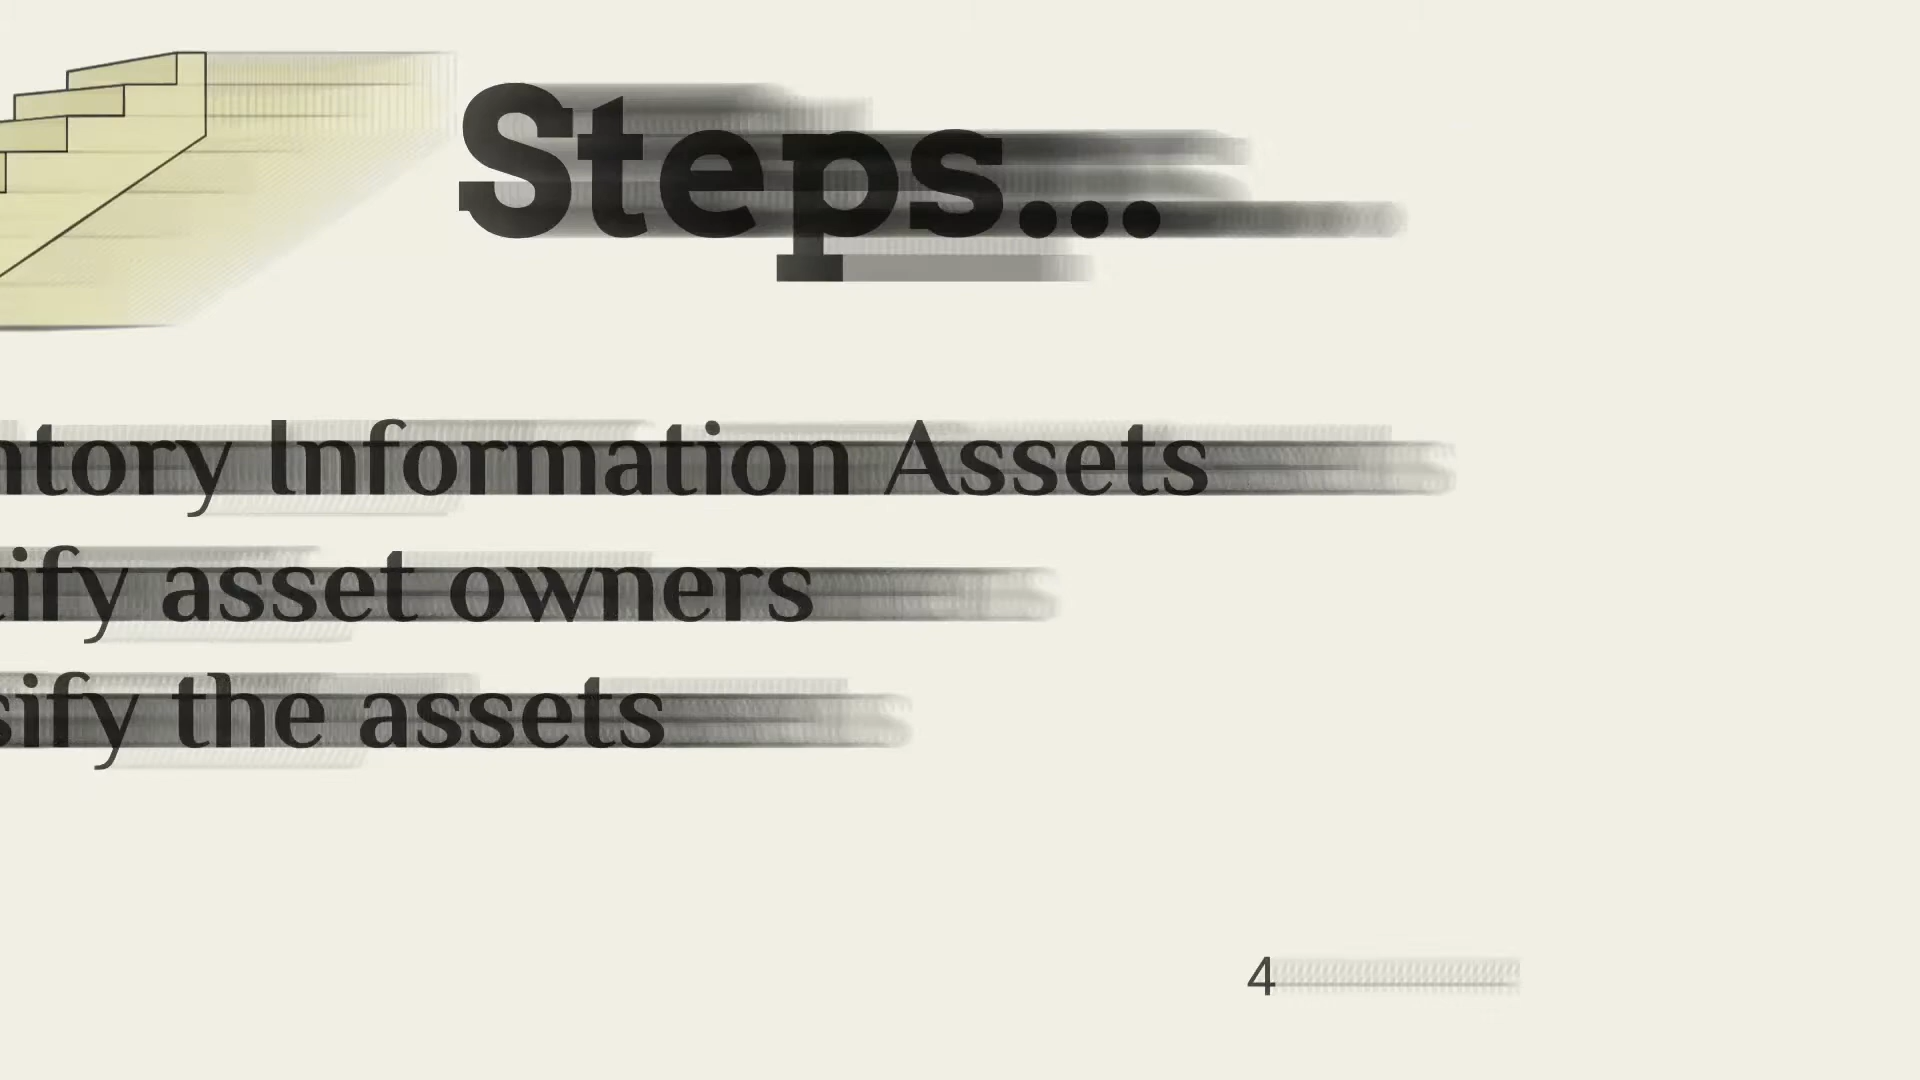 Steps...
ntory Information Assets
tify asset owners
sify the assets
4